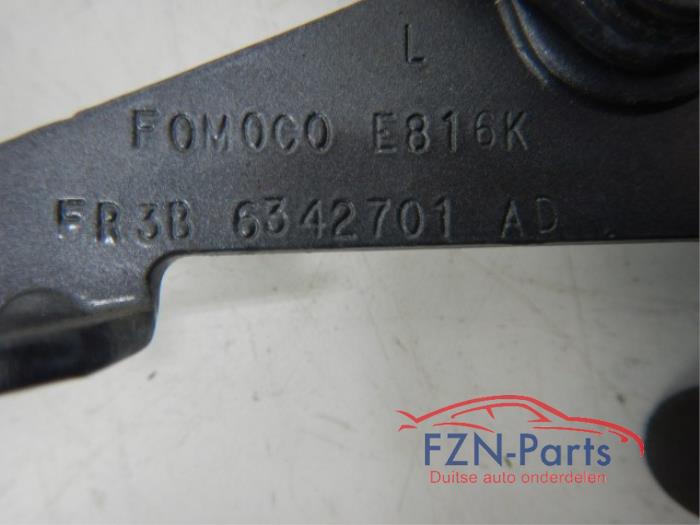 L
FOMOCO E816K
FR3B 6342701 AD
FZN-Parts
Duitse auto onderdelen